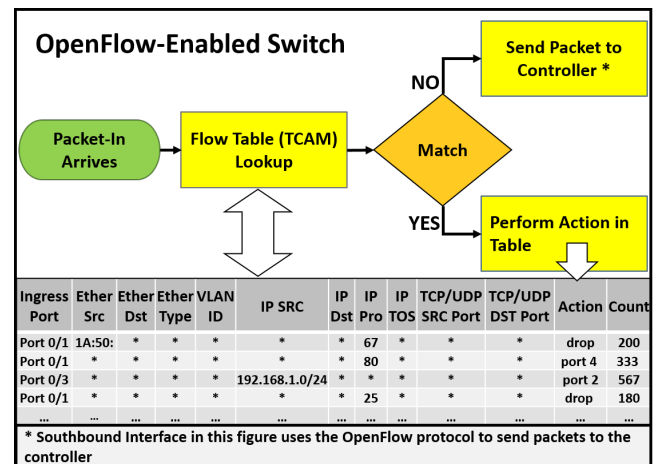 OpenFlow-Enabled Switch
Send Packet to
Controller *
NO
Packet-In
Arrives
Flow Table (TCAM)
Lookup
Match
YES
Perform Action in
Table
Ingress Port Ether Src Ether Dst Ether Type VLAN ID IP SRC IP Dst IP Pro IP TOS TCP/UDP SRC Port TCP/UDP DST Port Action Count
Port 0/1 1A:50: * * * * * 67 * * * drop 200
Port 0/1 * * * * * * 80 * * * port 4 333
Port 0/3 * * * * 192.168.1.0/24 * * * * * port 2 567
Port 0/1 * * * * * * 25 * * * drop 180
... ... ... ... ... ... ... ... ... ... ... ... ...
* Southbound Interface in this figure uses the OpenFlow protocol to send packets to the
controller